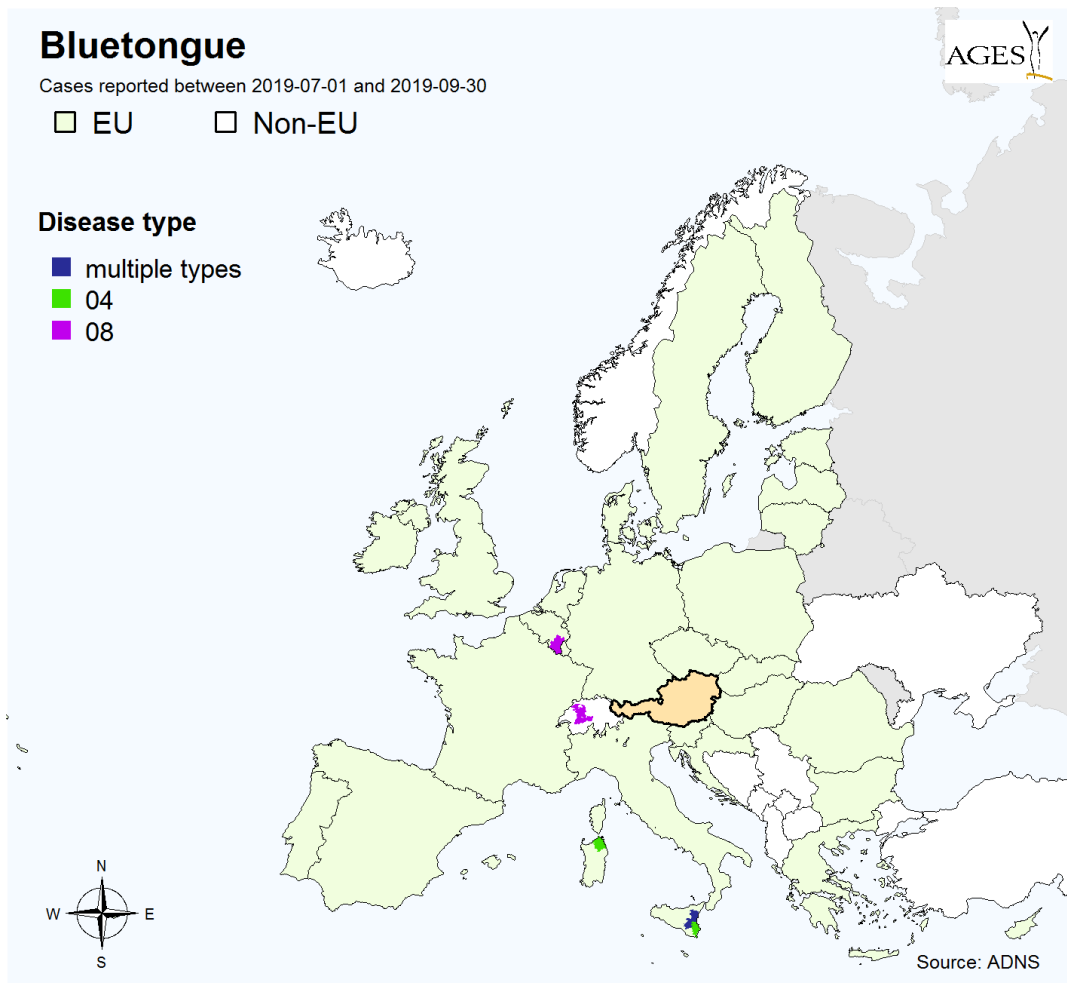 Bluetongue
AGES
Cases reported between 2019-07-01 and 2019-09-30
EU Non-EU
Disease type
multiple types
04
08
N
W E
S
Source: ADNS